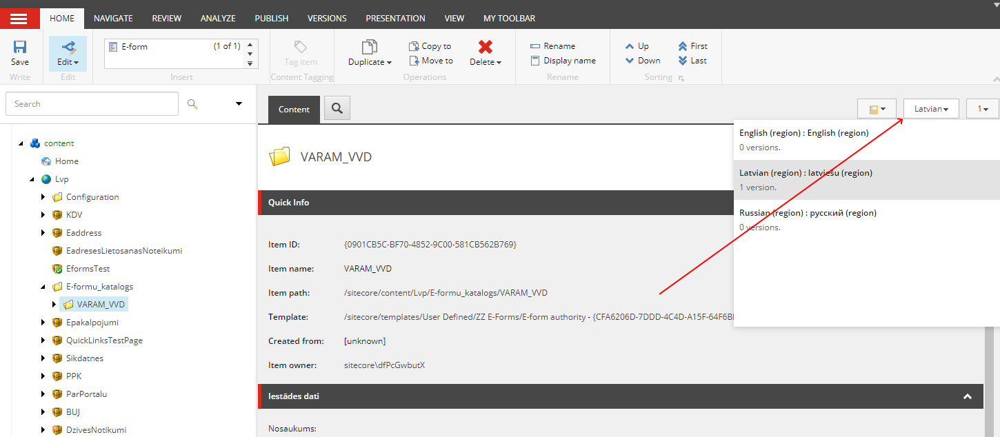 HOME NAVIGATE REVIEW ANALYZE PUBLISH VERSIONS PRESENTATION VIEW MY TOOLBAR
Save
Write
Edit
Edit
E-form (1 of 1)
Insert
Tag item
Content Tagging
Duplicate
Copy to
Move to
Delete
Operations
Rename
Display name
Rename
Up First
Down Last
Sorting
Search
content
Home
Lvp
Configuration
KDV
Eaddress
EadresesLietosanasNoteikumi
EformsTest
E-formu_katalogs
VARAM_VVD
Epakalpojumi
QuickLinksTestPage
Sikdatnes
PPK
ParPortalu
BUJ
DzivesNotikumi
Content
Latvian 1
English (region) : English (region)
0 versions.
Latvian (region) : latviešu (region)
1 version.
Russian (region) : русский (region)
0 versions.
VARAM_VVD
Quick Info
Item ID: {0901CB5C-BF70-4852-9C00-581CB562B769}
Item name: VARAM_VVD
Item path: /sitecore/content/Lvp/E-formu_katalogs/VARAM_VVD
Template: /sitecore/templates/User Defined/ZZ E-Forms/E-form authority - {CFA6206D-7DDD-4C4D-A15F-64F6B
Created from: [unknown]
Item owner: sitecore\dfPcGwbutX
Iestādes dati
Nosaukums: